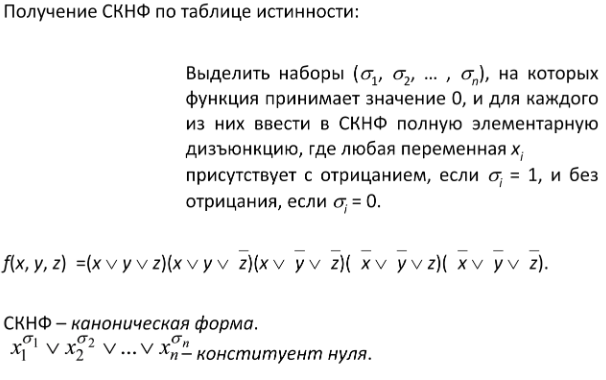 Получение СКНФ по таблице истинности:
Выделить наборы (σ₁, σ₂, ... , σₙ), на которых
функция принимает значение 0, и для каждого
из них ввести в СКНФ полную элементарную
дизъюнкцию, где любая переменная xᵢ
присутствует с отрицанием, если σᵢ = 1, и без
отрицания, если σᵢ = 0.
f(x, y, z) =(x ∨ y ∨ z)(x ∨ y ∨ z̅)(x ∨ y̅ ∨ z̅)( x̅ ∨ y̅ ∨ z)( x̅ ∨ y̅ ∨ z̅).
СКНФ – каноническая форма.
x₁^σ₁ ∨ x₂^σ₂ ∨ ... ∨ xₙ^σₙ – конституент нуля.